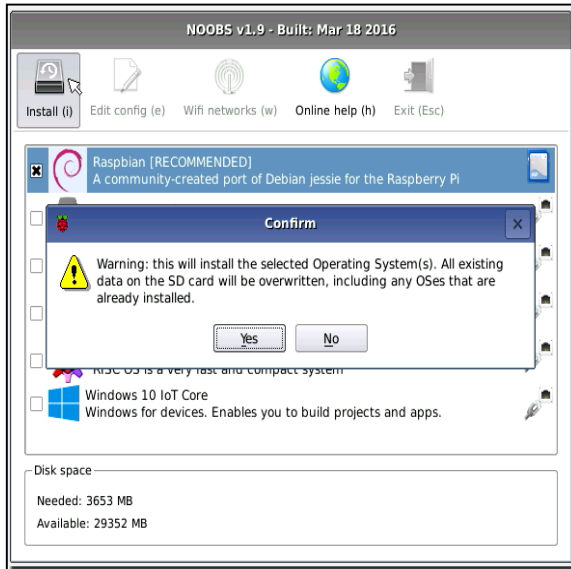 NOOBS v1.9 - Built: Mar 18 2016
Install (i)
Edit config (e)
Wifi networks (w)
Online help (h)
Exit (Esc)
Raspbian [RECOMMENDED]
A community-created port of Debian jessie for the Raspberry Pi
Confirm
Warning: this will install the selected Operating System(s). All existing
data on the SD card will be overwritten, including any OSes that are
already installed.
Yes
No
RISC OS is a very fast and compact system
Windows 10 IoT Core
Windows for devices. Enables you to build projects and apps.
Disk space
Needed: 3653 MB
Available: 29352 MB